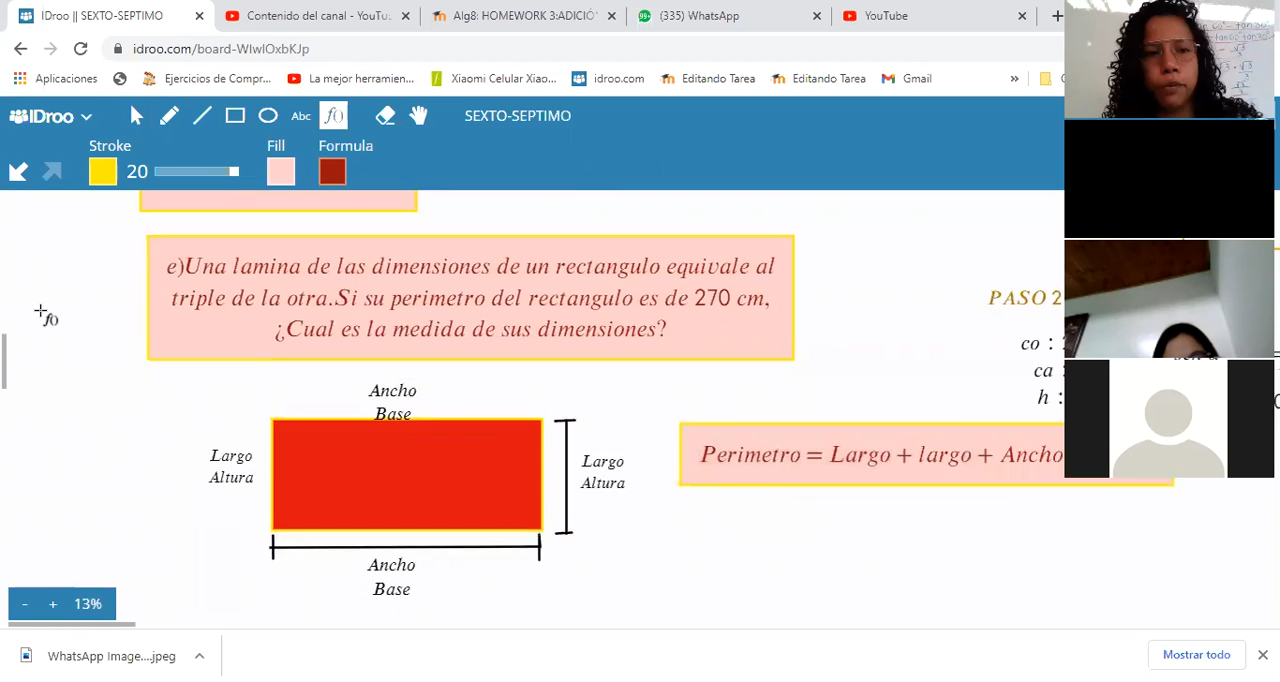 IDroo || SEXTO-SEPTIMO
Contenido del canal - YouTu
Alg8: HOMEWORK 3:ADICIÓ
(335) WhatsApp
YouTube
idroo.com/board-WlwlOxbKJp
Aplicaciones
Ejercicios de Compr...
La mejor herramien...
Xiaomi Celular Xiao...
idroo.com
Editando Tarea
Editando Tarea
Gmail
»
IDroo
Abc
f()
SEXTO-SEPTIMO
Stroke
Fill
Formula
20
e)Una lamina de las dimensiones de un rectangulo equivale al
triple de la otra.Si su perimetro del rectangulo es de 270 cm,
¿Cual es la medida de sus dimensiones?
PASO 2
co :
ca
h :
f()
Ancho
Base
Largo
Altura
Largo
Altura
Perimetro = Largo + largo + Ancho
Ancho
Base
- + 13%
WhatsApp Image....jpeg
Mostrar todo